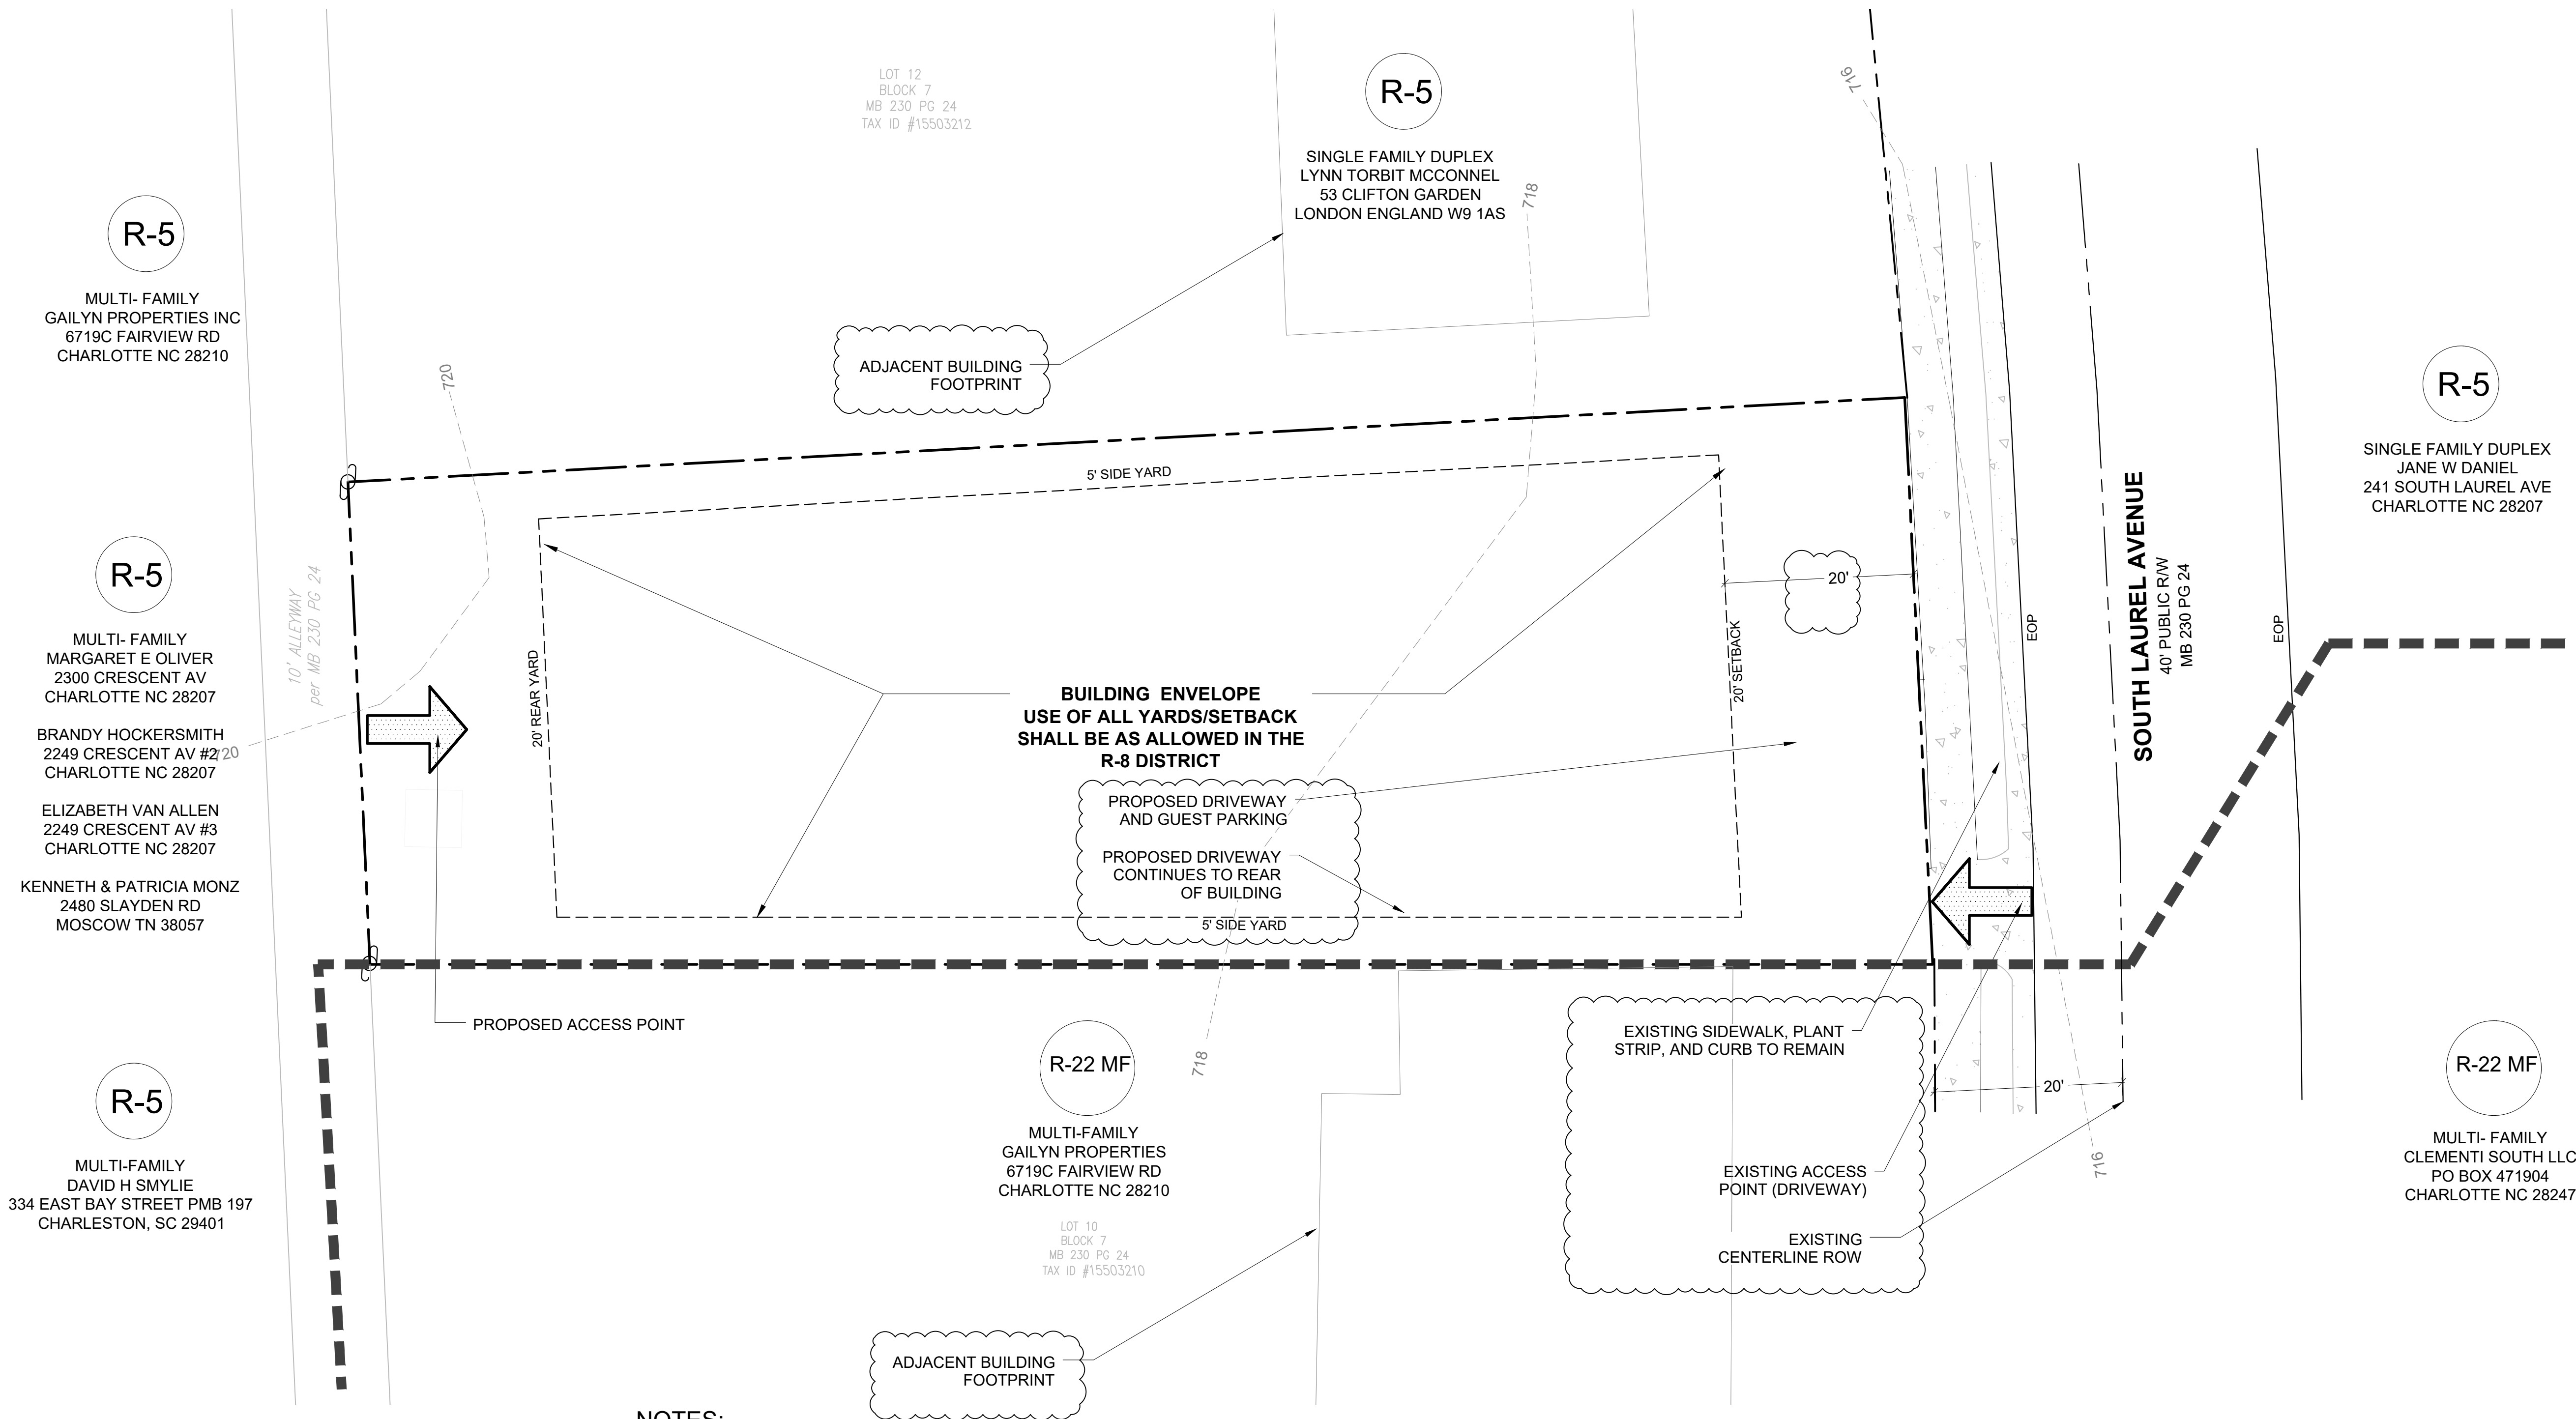 LOT 12
BLOCK 7
MB 230 PG 24
TAX ID #15503212
R-5
SINGLE FAMILY DUPLEX
LYNN TORBIT MCCONNEL
53 CLIFTON GARDEN
LONDON ENGLAND W9 1AS
716
718
R-5
MULTI- FAMILY
GAILYN PROPERTIES INC
6719C FAIRVIEW RD
CHARLOTTE NC 28210
720
ADJACENT BUILDING
FOOTPRINT
R-5
SINGLE FAMILY DUPLEX
JANE W DANIEL
241 SOUTH LAUREL AVE
CHARLOTTE NC 28207
5' SIDE YARD
R-5
MULTI- FAMILY
MARGARET E OLIVER
2300 CRESCENT AV
CHARLOTTE NC 28207
BRANDY HOCKERSMITH
2249 CRESCENT AV #2
CHARLOTTE NC 28207
ELIZABETH VAN ALLEN
2249 CRESCENT AV #3
CHARLOTTE NC 28207
KENNETH & PATRICIA MONZ
2480 SLAYDEN RD
MOSCOW TN 38057
720
10' ALLEYWAY
per MB 230 PG 24
20' REAR YARD
BUILDING ENVELOPE
USE OF ALL YARDS/SETBACK
SHALL BE AS ALLOWED IN THE
R-8 DISTRICT
PROPOSED DRIVEWAY
AND GUEST PARKING
PROPOSED DRIVEWAY
CONTINUES TO REAR
OF BUILDING
5' SIDE YARD
20' SETBACK
20'
EOP
SOUTH LAUREL AVENUE
40' PUBLIC R/W
MB 230 PG 24
EOP
PROPOSED ACCESS POINT
R-5
MULTI-FAMILY
DAVID H SMYLIE
334 EAST BAY STREET PMB 197
CHARLESTON, SC 29401
R-22 MF
MULTI-FAMILY
GAILYN PROPERTIES
6719C FAIRVIEW RD
CHARLOTTE NC 28210
LOT 10
BLOCK 7
MB 230 PG 24
TAX ID #15503210
718
EXISTING SIDEWALK, PLANT
STRIP, AND CURB TO REMAIN
EXISTING ACCESS
POINT (DRIVEWAY)
EXISTING
CENTERLINE ROW
20'
716
R-22 MF
MULTI- FAMILY
CLEMENTI SOUTH LLC
PO BOX 471904
CHARLOTTE NC 28247
ADJACENT BUILDING
FOOTPRINT
NOTES: